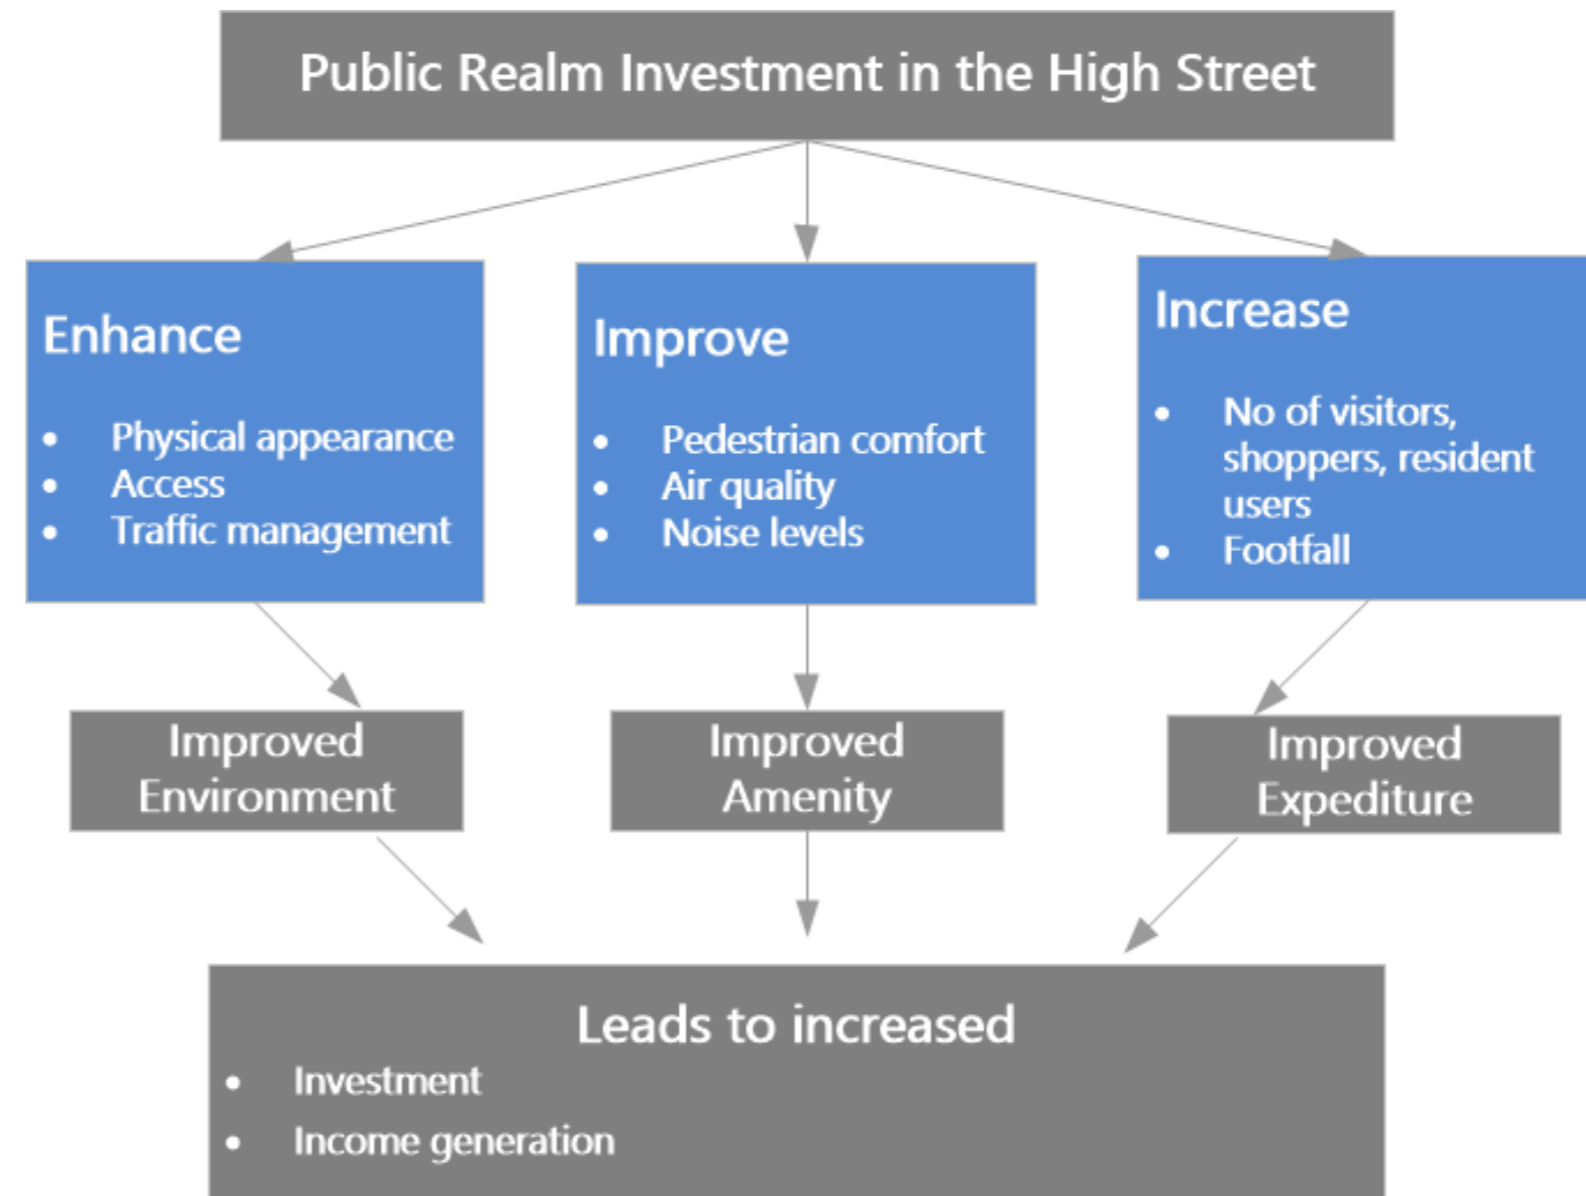 Public Realm Investment in the High Street
Enhance
• Physical appearance
• Access
• Traffic management
Improve
• Pedestrian comfort
• Air quality
• Noise levels
Increase
• No of visitors,
shoppers, resident
users
• Footfall
Improved
Environment
Improved
Amenity
Improved
Expediture
Leads to increased
• Investment
• Income generation